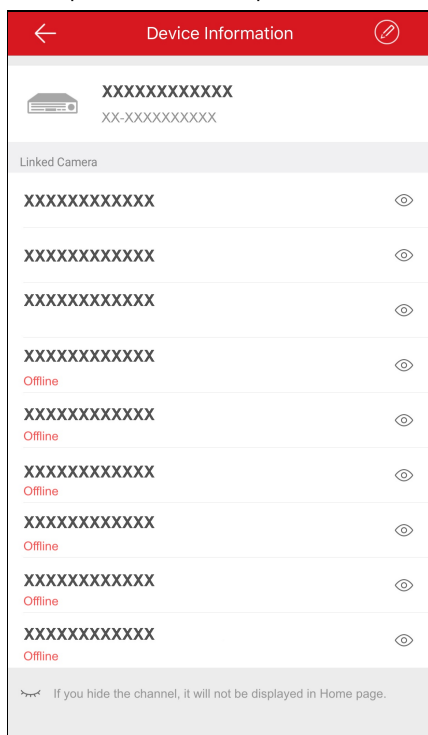 Device Information
XXXXXXXXXXXX
XX-XXXXXXXXXX
Linked Camera
XXXXXXXXXXXX
XXXXXXXXXXXX
XXXXXXXXXXXX
XXXXXXXXXXXX
Offline
XXXXXXXXXXXX
Offline
XXXXXXXXXXXX
Offline
XXXXXXXXXXXX
Offline
XXXXXXXXXXXX
Offline
XXXXXXXXXXXX
Offline
If you hide the channel, it will not be displayed in Home page.